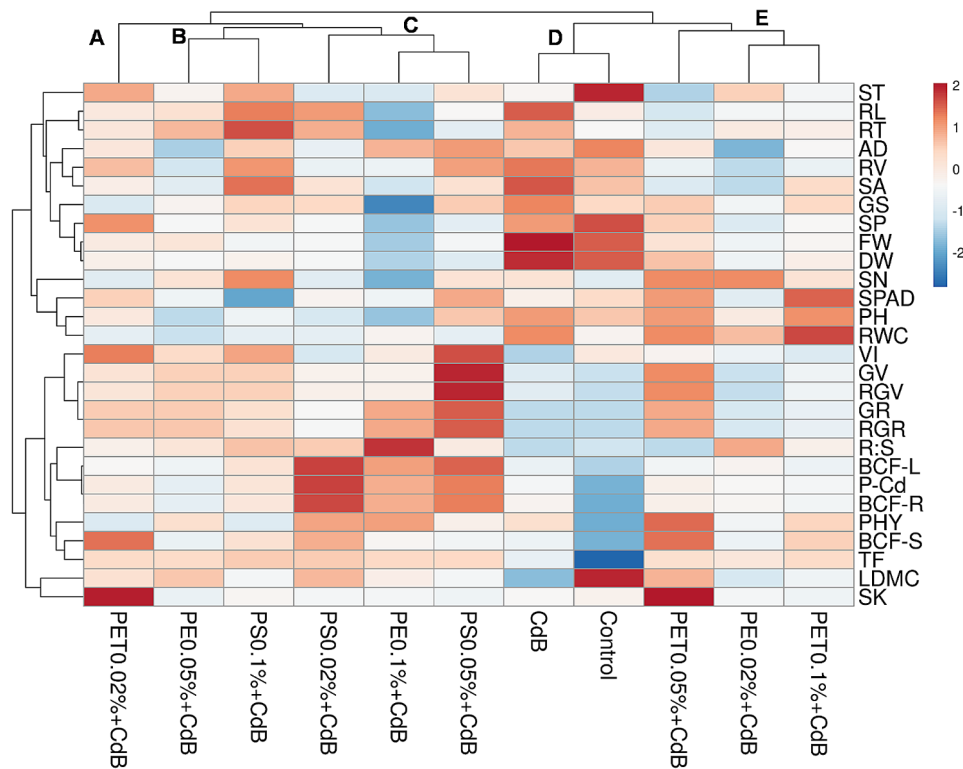 A
B
C
D
E
ST
RL
RT
AD
RV
SA
GS
SP
FW
DW
SN
SPAD
PH
RWC
VI
GV
RGV
GR
RGR
R:S
BCF-L
P-Cd
BCF-R
PHY
BCF-S
TF
LDMC
SK
2
1
0
-1
-2
PET0.02%+CdB
PE0.05%+CdB
PS0.1%+CdB
PS0.02%+CdB
PE0.1%+CdB
PS0.05%+CdB
CdB
Control
PET0.05%+CdB
PE0.02%+CdB
PET0.1%+CdB